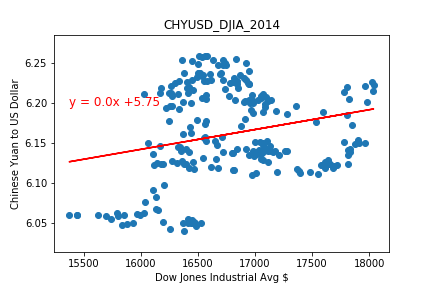 CHYUSD_DJIA_2014
6.25
6.20
6.15
6.10
6.05
Chinese Yuan to US Dollar
y = 0.0x +5.75
15500 16000 16500 17000 17500 18000
Dow Jones Industrial Avg $